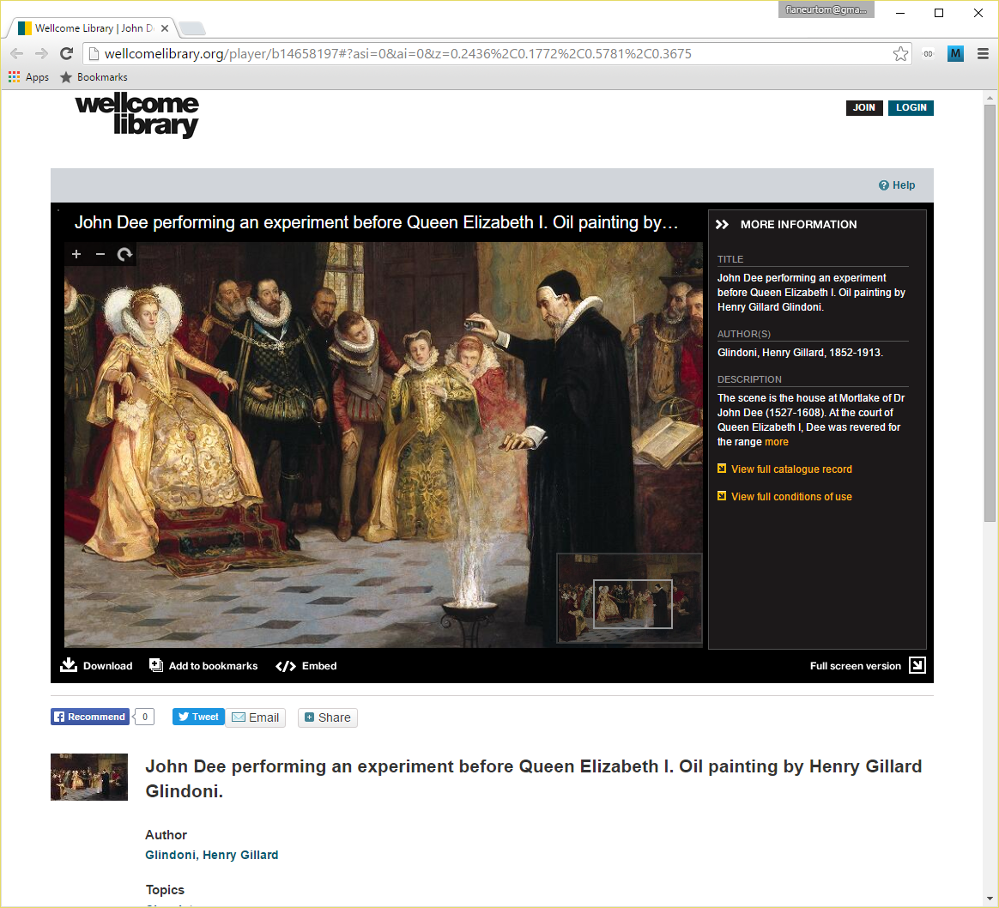 fianeurtom@gma...
Wellcome Library | John D
wellcomelibrary.org/player/b14658197#?asi=0&ai=0&z=0.2436%2C0.1772%2C0.5781%2C0.3675
M
Apps
Bookmarks
wellcome
library
JOIN
LOGIN
? Help
John Dee performing an experiment before Queen Elizabeth I. Oil painting by…
MORE INFORMATION
TITLE
John Dee performing an experiment
before Queen Elizabeth I. Oil painting by
Henry Gillard Glindoni.
AUTHOR(S)
Glindoni, Henry Gillard, 1852-1913.
DESCRIPTION
The scene is the house at Mortlake of Dr
John Dee (1527-1608). At the court of
Queen Elizabeth I, Dee was revered for
the range more
View full catalogue record
View full conditions of use
Download
Add to bookmarks
Embed
Full screen version
Recommend
0
Tweet
Email
Share
John Dee performing an experiment before Queen Elizabeth I. Oil painting by Henry Gillard
Glindoni.
Author
Glindoni, Henry Gillard
Topics